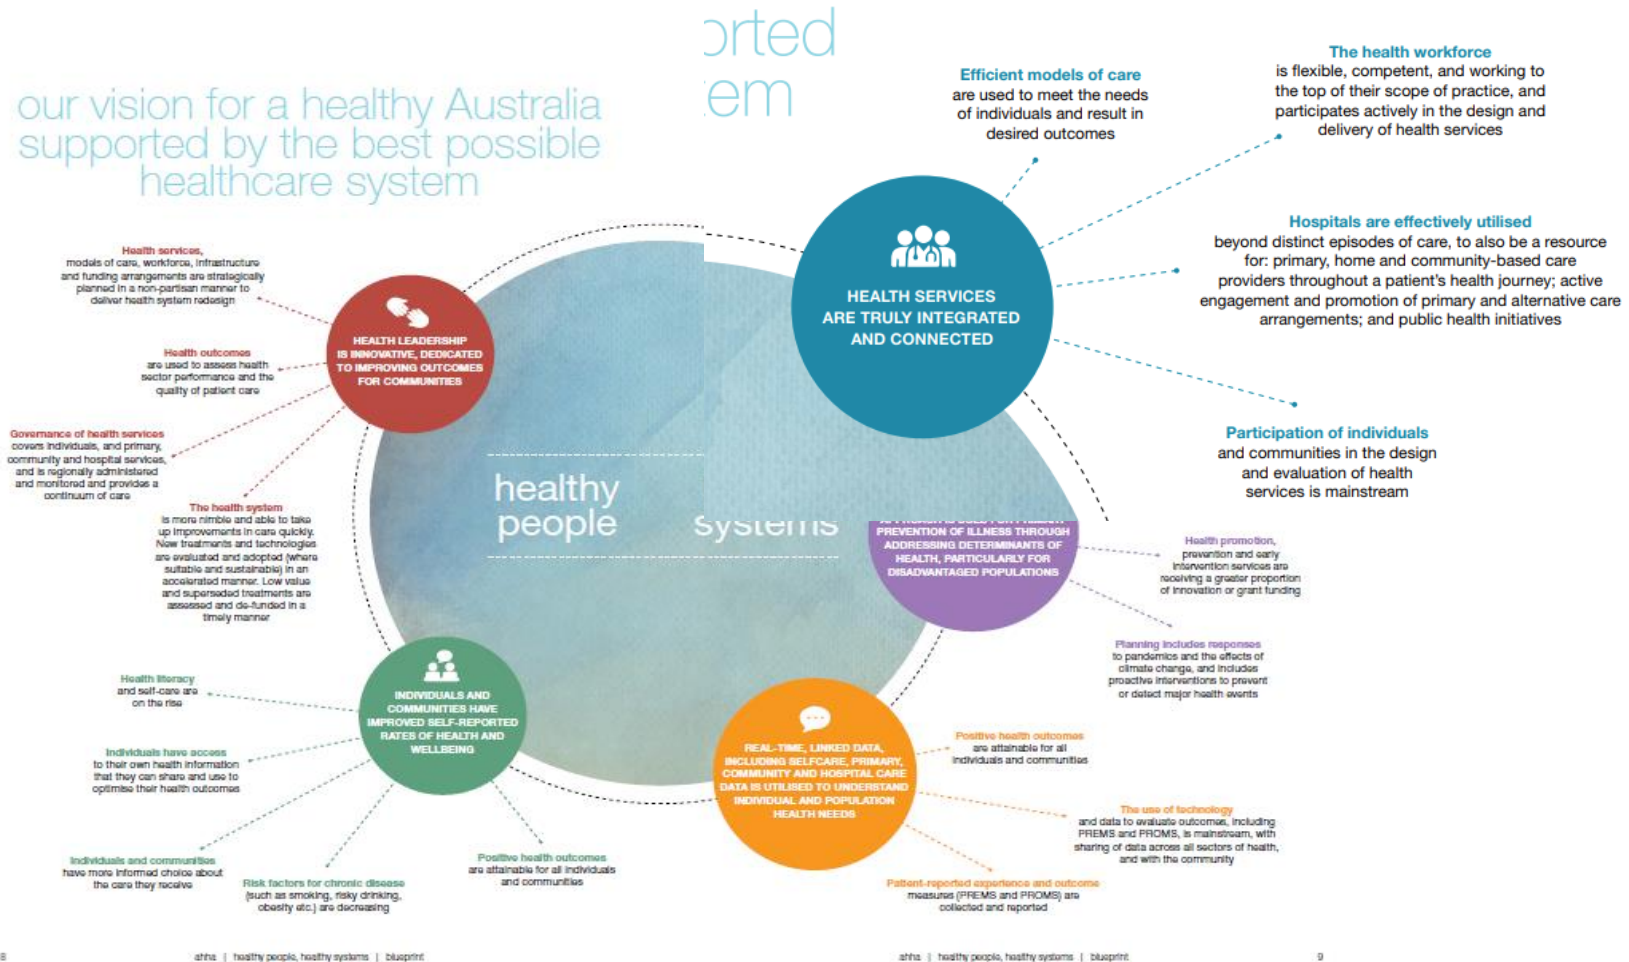 our vision for a healthy Australia
supported by the best possible
healthcare system
orted
em
Health services,
models of care, workforce, infrastructure
and funding arrangements are strategically
planned in a non-partisan manner to
deliver health system redesign
Health outcomes
are used to assess health
sector performance and the
quality of patient care
Governance of health services
covers individuals, and primary,
community and hospital services,
and is regionally administered
and monitored and provides a
continuum of care
The health system
is more nimble and able to take
up improvements in care quickly.
New treatments and technologies
are evaluated and adopted (where
suitable and sustainable) in an
accelerated manner. Low value
and superseded treatments are
assessed and de-funded in a
timely manner
HEALTH LEADERSHIP
IS INNOVATIVE, DEDICATED
TO IMPROVING OUTCOMES
FOR COMMUNITIES
healthy
people
systems
Efficient models of care
are used to meet the needs
of individuals and result in
desired outcomes
The health workforce
is flexible, competent, and working to
the top of their scope of practice, and
participates actively in the design and
delivery of health services
HEALTH SERVICES
ARE TRULY INTEGRATED
AND CONNECTED
Hospitals are effectively utilised
beyond distinct episodes of care, to also be a resource
for: primary, home and community-based care
providers throughout a patient's health journey; active
engagement and promotion of primary and alternative care
arrangements; and public health initiatives
Participation of individuals
and communities in the design
and evaluation of health
services is mainstream
PREVENTION OF ILLNESS THROUGH
ADDRESSING DETERMINANTS OF
HEALTH, PARTICULARLY FOR
DISADVANTAGED POPULATIONS
Health promotion,
prevention and early
intervention services are
receiving a greater proportion
of innovation or grant funding
Planning includes responses
to pandemics and the effects of
climate change, and includes
proactive interventions to prevent
or detect major health events
INDIVIDUALS AND
COMMUNITIES HAVE
IMPROVED SELF-REPORTED
RATES OF HEALTH AND
WELLBEING
Health literacy
and self-care are
on the rise
Individuals have access
to their own health information
that they can share and use to
optimise their health outcomes
Individuals and communities
have more informed choice about
the care they receive
Risk factors for chronic disease
(such as smoking, risky drinking,
obesity etc.) are decreasing
Positive health outcomes
are attainable for all individuals
and communities
REAL-TIME, LINKED DATA,
INCLUDING SELFCARE, PRIMARY,
COMMUNITY AND HOSPITAL CARE
DATA IS UTILISED TO UNDERSTAND
INDIVIDUAL AND POPULATION
HEALTH NEEDS
Positive health outcomes
are attainable for all
individuals and communities
The use of technology
and data to evaluate outcomes, including
PREMS and PROMS, is mainstream, with
sharing of data across all sectors of health,
and with the community
Patient-reported experience and outcome
measures (PREMS and PROMS) are
collected and reported
8
ahha | healthy people, healthy systems | blueprint
ahha | healthy people, healthy systems | blueprint
9